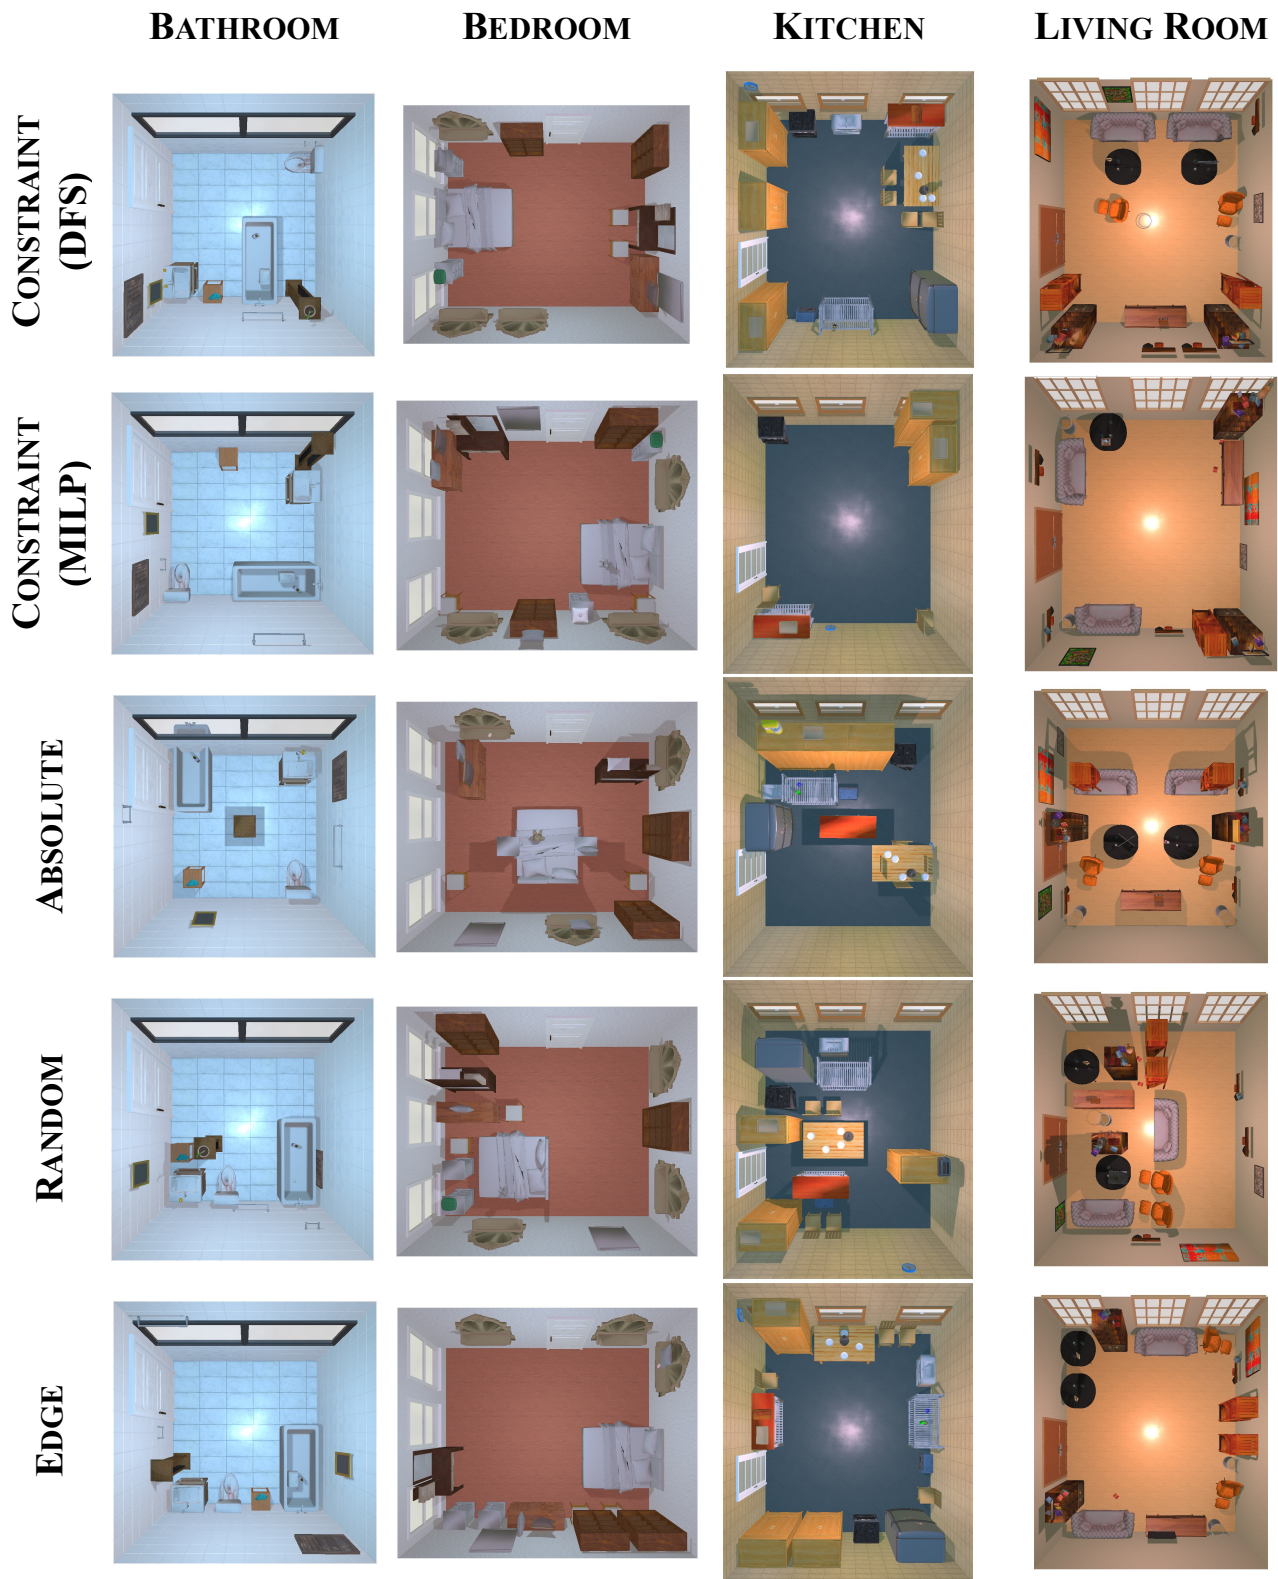 BATHROOM BEDROOM KITCHEN LIVING ROOM
CONSTRAINT
(DFS)
CONSTRAINT
(MILP)
ABSOLUTE
RANDOM
EDGE